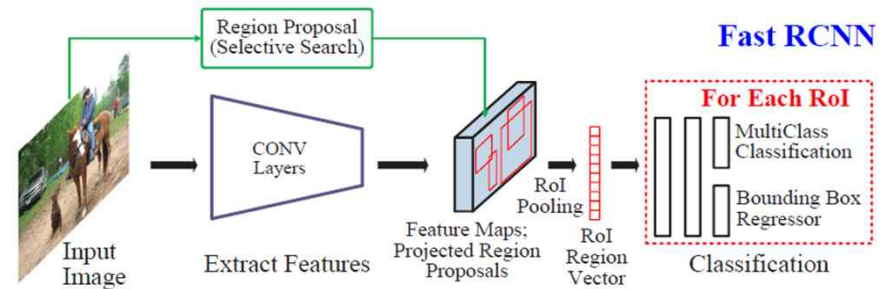 Region Proposal
(Selective Search)
Fast RCNN
For Each RoI
CONV
Layers
MultiClass
Classification
RoI
Pooling
Bounding Box
Regressor
Input
Image
Extract Features
Feature Maps;
Projected Region
Proposals
RoI
Region
Vector
Classification